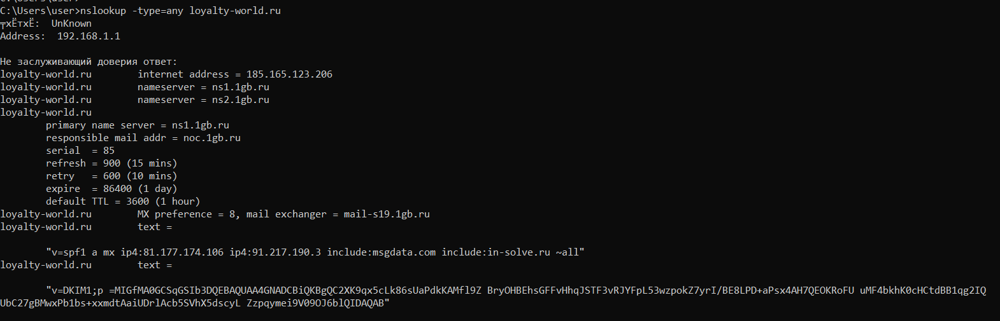 C:\Users\user>nslookup -type=any loyalty-world.ru
╤хЁтхЁ:  UnKnown
Address:  192.168.1.1
Не заслуживающий доверия ответ:
loyalty-world.ru        internet address = 185.165.123.206
loyalty-world.ru        nameserver = ns1.1gb.ru
loyalty-world.ru        nameserver = ns2.1gb.ru
loyalty-world.ru
        primary name server = ns1.1gb.ru
        responsible mail addr = noc.1gb.ru
        serial  = 85
        refresh = 900 (15 mins)
        retry   = 600 (10 mins)
        expire  = 86400 (1 day)
        default TTL = 3600 (1 hour)
loyalty-world.ru        MX preference = 8, mail exchanger = mail-s19.1gb.ru
loyalty-world.ru        text =
        "v=spf1 a mx ip4:81.177.174.106 ip4:91.217.190.3 include:msgdata.com include:in-solve.ru ~all"
loyalty-world.ru        text =
        "v=DKIM1;p =MIGfMA0GCSqGSIb3DQEBAQUAA4GNADCBiQKBgQC2XK9qx5cLk86sUaPdkKAMfl9Z BryOHBEhsGFFvHhqJSTF3vRJYFpL53wzpokZ7yrI/BE8LPD+aPsx4AH7QEOKRoFU uMF4bkhK0cHCtdBB1qg2IQ
UbC27gBMwxPb1bs+xxmdtAaiUDrlAcb5SVhX5dscyL Zzpqymei9V09OJ6blQIDAQAB"